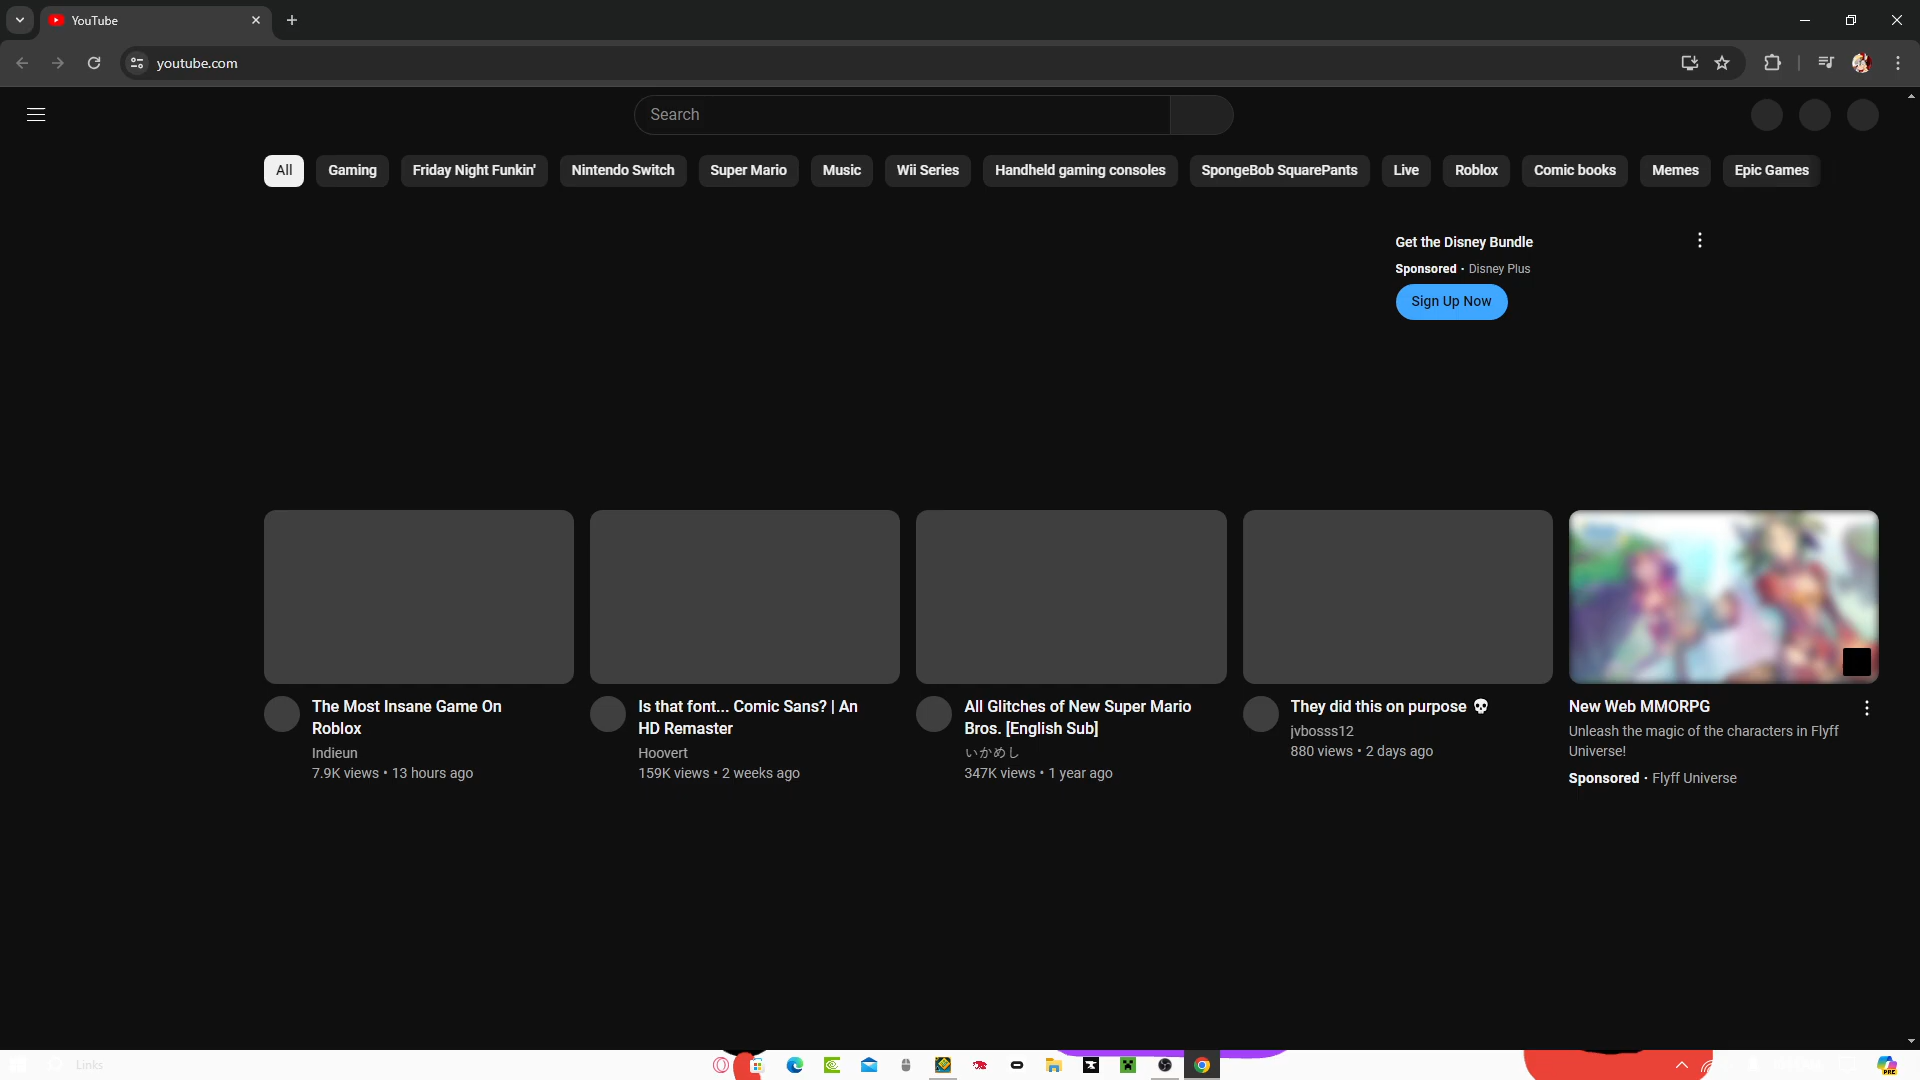 YouTube
youtube.com
Search
All
Gaming
Friday Night Funkin'
Nintendo Switch
Super Mario
Music
Wii Series
Handheld gaming consoles
SpongeBob SquarePants
Live
Roblox
Comic books
Memes
Epic Games
Get the Disney Bundle
Sponsored · Disney Plus
Sign Up Now
The Most Insane Game On
Roblox
Indieun
7.9K views • 13 hours ago
Is that font... Comic Sans? | An
HD Remaster
Hoovert
159K views • 2 weeks ago
All Glitches of New Super Mario
Bros. [English Sub]
いかめし
347K views • 1 year ago
They did this on purpose 💀
jvbosss12
880 views • 2 days ago
New Web MMORPG
Unleash the magic of the characters in Flyff
Universe!
Sponsored · Flyff Universe
Links
PRE